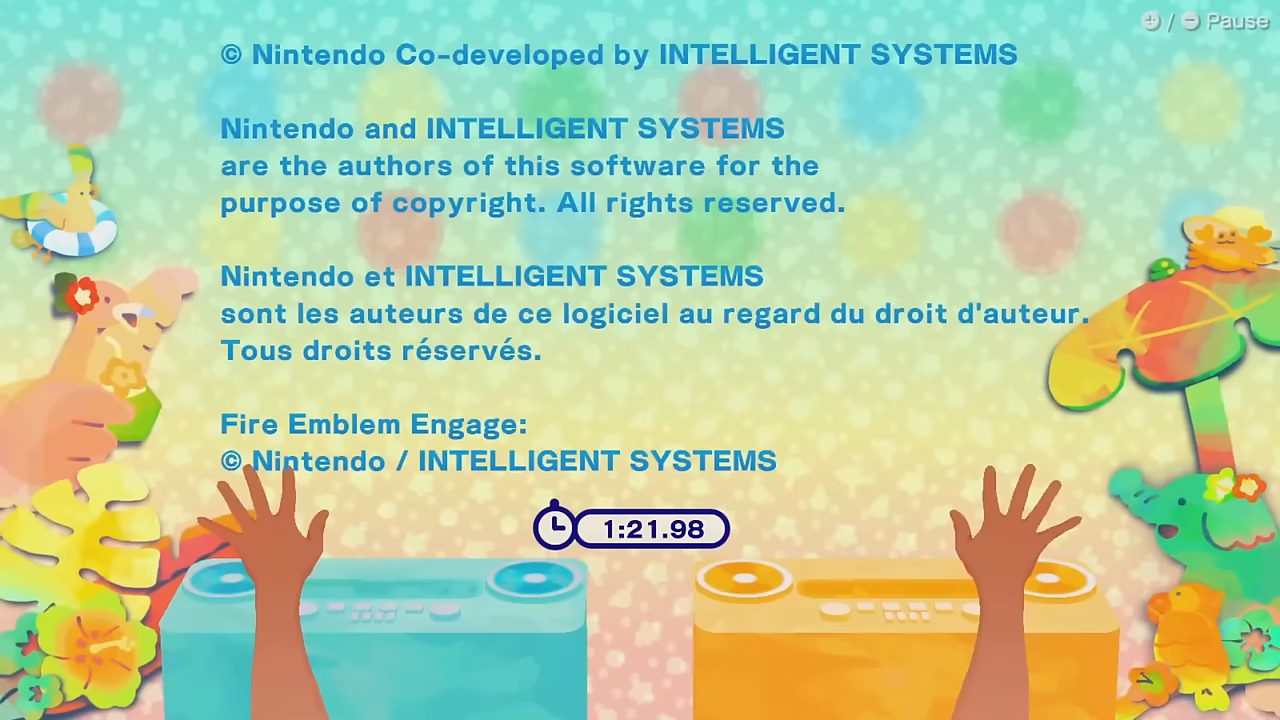 + / − Pause
© Nintendo Co-developed by INTELLIGENT SYSTEMS
Nintendo and INTELLIGENT SYSTEMS
are the authors of this software for the
purpose of copyright. All rights reserved.
Nintendo et INTELLIGENT SYSTEMS
sont les auteurs de ce logiciel au regard du droit d'auteur.
Tous droits réservés.
Fire Emblem Engage:
© Nintendo / INTELLIGENT SYSTEMS
1:21.98